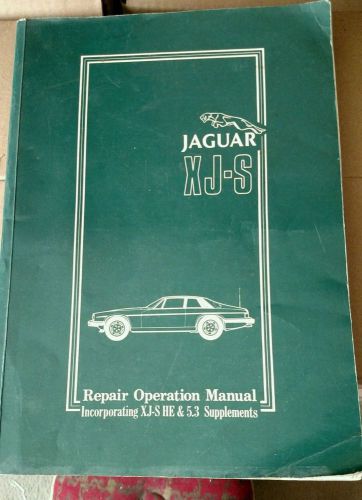 JAGUAR
XJ-S
Repair Operation Manual
Incorporating XJ-S HE & 5.3 Supplements